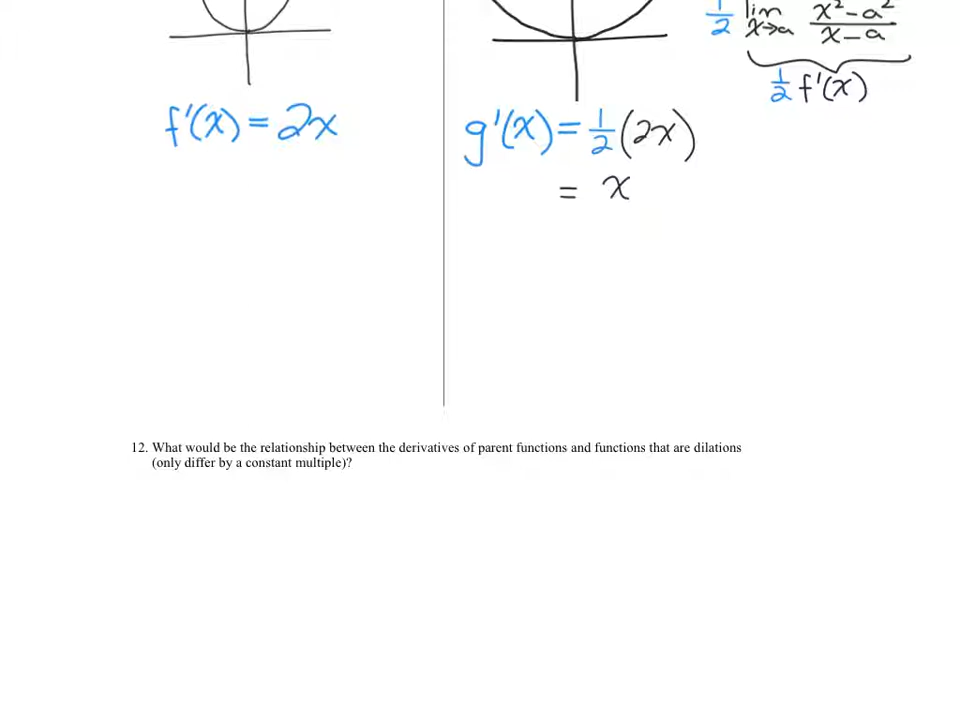 1/2 lim x→a x²-a²/x-a
1/2 f'(x)
f'(x) = 2x
g'(x) = 1/2 (2x)
= x
12. What would be the relationship between the derivatives of parent functions and functions that are dilations
(only differ by a constant multiple)?